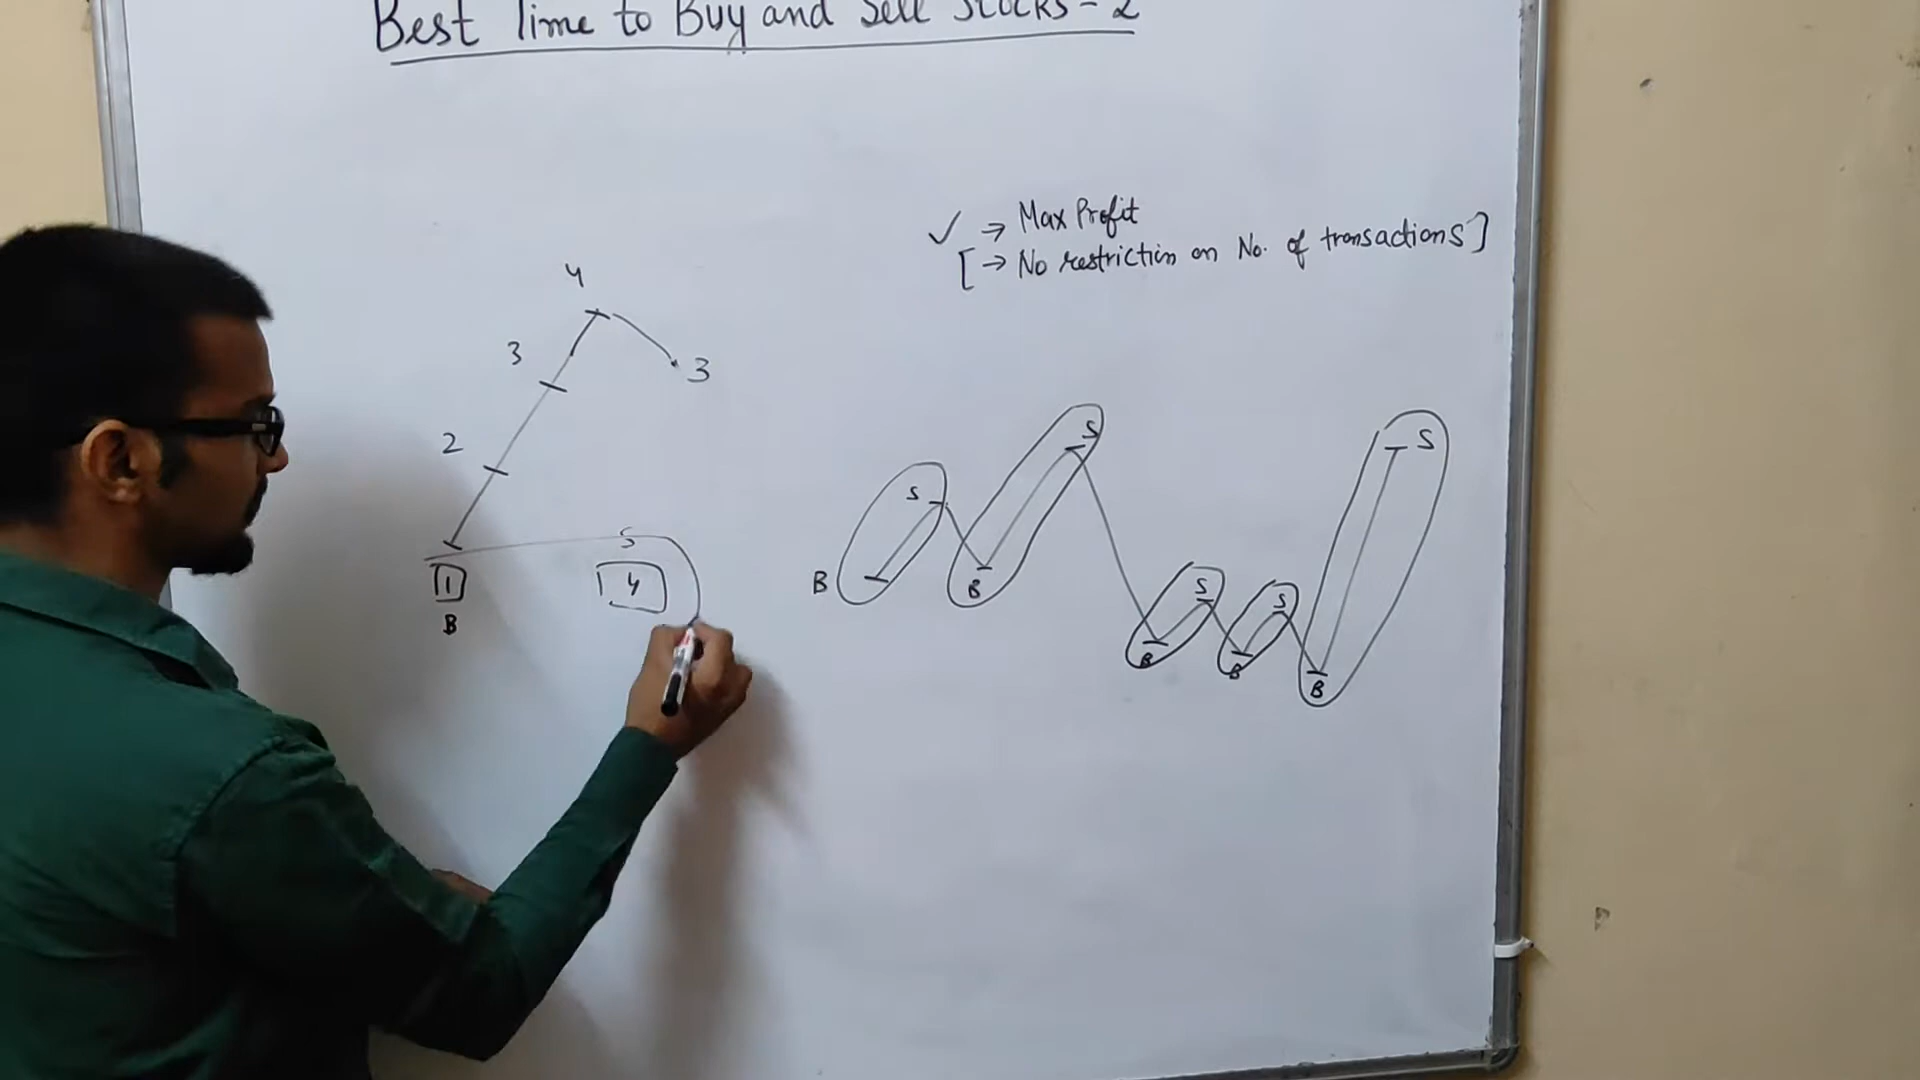 Best Time to Buy and Sell Stocks - 2
✓ → Max Profit
[→ No restriction on No. of transactions]
4
3
3
2
S
1
4
B
S
S
S
B
B
S
S
B
B
B